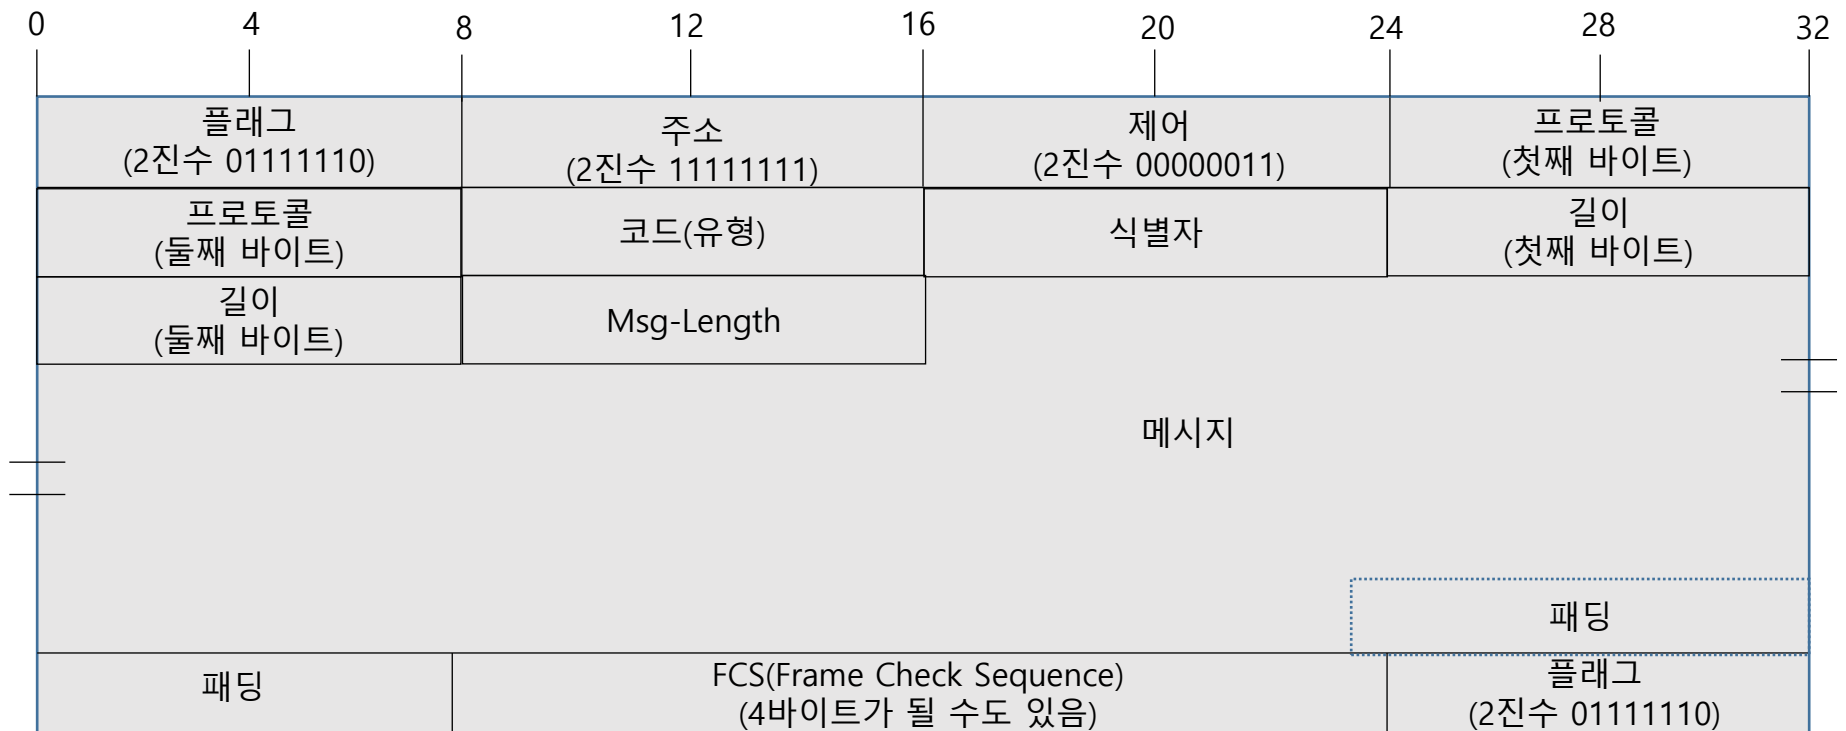 0 4 8 12 16 20 24 28 32
플래그
(2진수 01111110)
주소
(2진수 11111111)
제어
(2진수 00000011)
프로토콜
(첫째 바이트)
프로토콜
(둘째 바이트)
코드(유형)
식별자
길이
(첫째 바이트)
길이
(둘째 바이트)
Msg-Length
메시지
패딩
패딩
FCS(Frame Check Sequence)
(4바이트가 될 수도 있음)
플래그
(2진수 01111110)